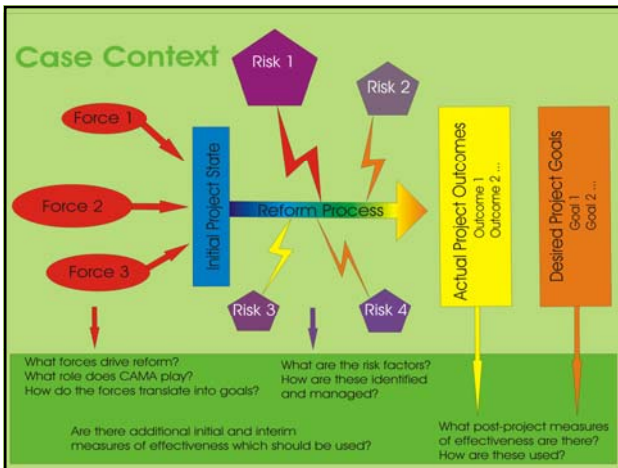 Case Context
Risk 1
Risk 2
Force 1
Force 2
Force 3
Initial Project State
Reform Process
Risk 3
Risk 4
Actual Project Outcomes
Outcome 1
Outcome 2 ...
Desired Project Goals
Goal 1
Goal 2 ...
What forces drive reform?
What role does CAMA play?
How do the forces translate into goals?
What are the risk factors?
How are these identified
and managed?
Are there additional initial and interim
measures of effectiveness which should be used?
What post-project measures
of effectiveness are there?
How are these used?